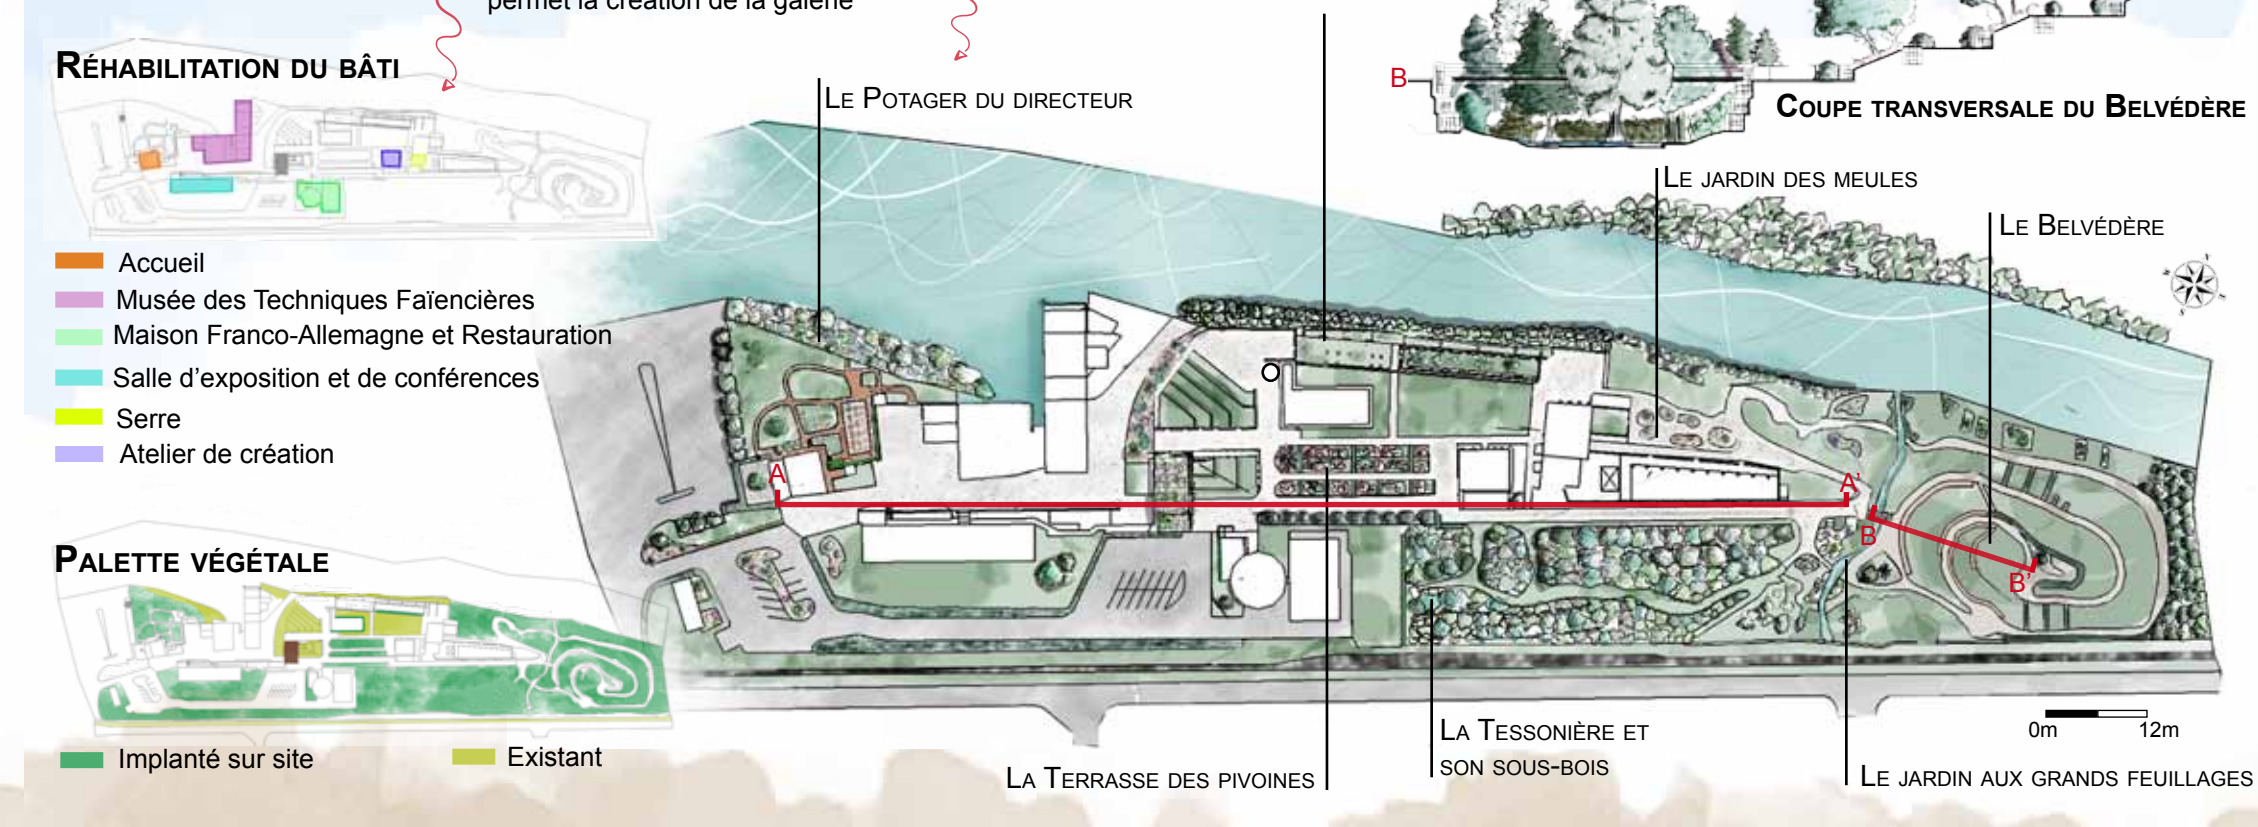 permet la création de la galerie
RÉHABILITATION DU BÂTI
LE POTAGER DU DIRECTEUR
B
COUPE TRANSVERSALE DU BELVÉDÈRE
LE JARDIN DES MEULES
LE BELVÉDÈRE
Accueil
Musée des Techniques Faïencières
Maison Franco-Allemagne et Restauration
Salle d'exposition et de conférences
Serre
Atelier de création
A
A'
B
B'
PALETTE VÉGÉTALE
Implanté sur site
Existant
LA TERRASSE DES PIVOINES
LA TESSONIÈRE ET
SON SOUS-BOIS
0m
12m
LE JARDIN AUX GRANDS FEUILLAGES